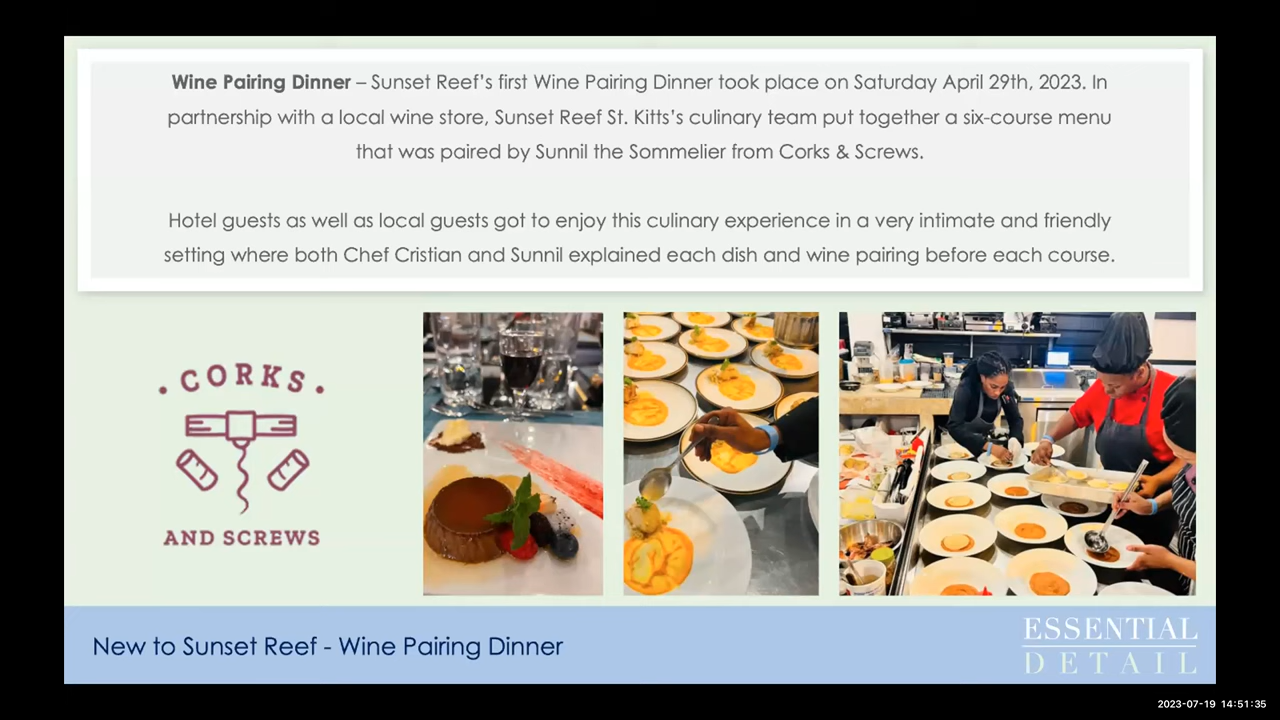 Wine Pairing Dinner – Sunset Reef’s first Wine Pairing Dinner took place on Saturday April 29th, 2023. In
partnership with a local wine store, Sunset Reef St. Kitts’s culinary team put together a six-course menu
that was paired by Sunnil the Sommelier from Corks & Screws.
Hotel guests as well as local guests got to enjoy this culinary experience in a very intimate and friendly
setting where both Chef Cristian and Sunnil explained each dish and wine pairing before each course.
. CORKS .
AND SCREWS
New to Sunset Reef - Wine Pairing Dinner
ESSENTIAL
DETAIL
2023-07-19 14:51:35